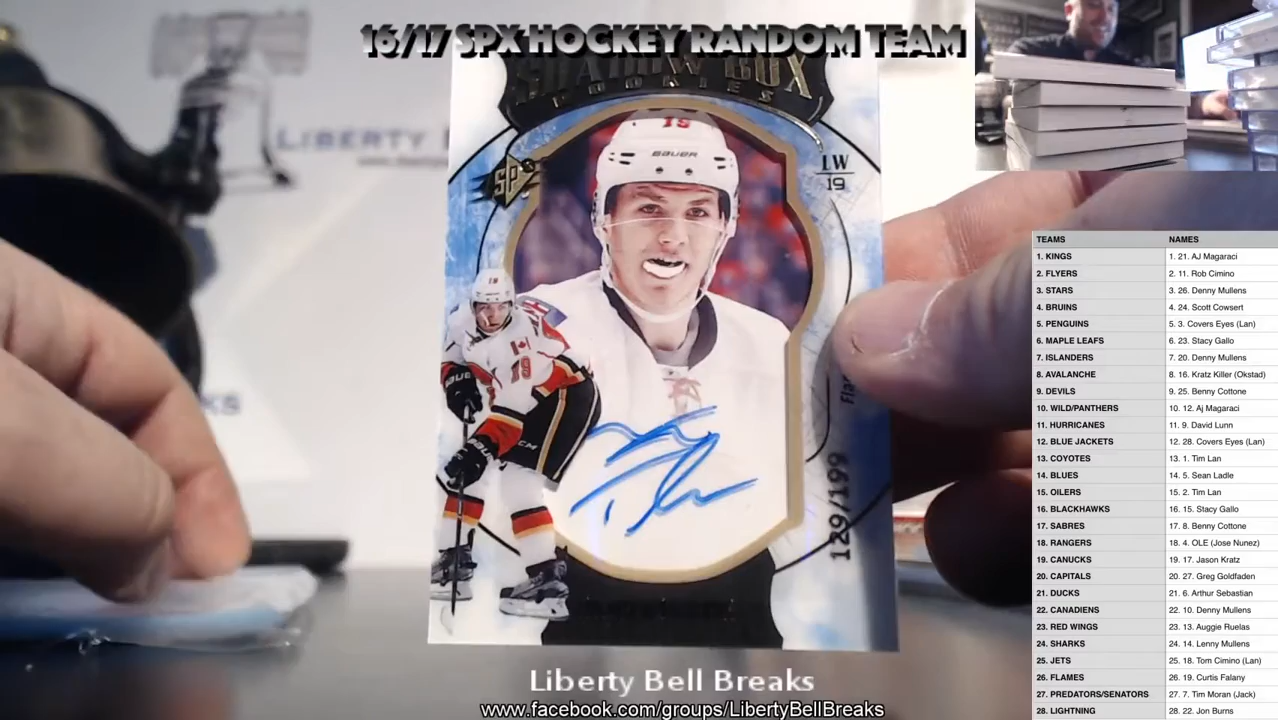 16/17 SPX HOCKEY RANDOM TEAM
SHADOW BOX
ROOKIES
SPX
LW
19
19
BAUER
LIBERTY
129/199
TEAMS NAMES
1. KINGS 1. 21. AJ Magaraci
2. FLYERS 2. 11. Rob Cimino
3. STARS 3. 26. Denny Mullens
4. BRUINS 4. 24. Scott Cowsert
5. PENGUINS 5. 3. Covers Eyes (Lan)
6. MAPLE LEAFS 6. 23. Stacy Gallo
7. ISLANDERS 7. 20. Denny Mullens
8. AVALANCHE 8. 16. Kratz Killer (Okstad)
9. DEVILS 9. 25. Benny Cottone
10. WILD/PANTHERS 10. 12. Aj Magaraci
11. HURRICANES 11. 9. David Lunn
12. BLUE JACKETS 12. 28. Covers Eyes (Lan)
13. COYOTES 13. 1. Tim Lan
14. BLUES 14. 5. Sean Ladle
15. OILERS 15. 2. Tim Lan
16. BLACKHAWKS 16. 15. Stacy Gallo
17. SABRES 17. 8. Benny Cottone
18. RANGERS 18. 4. OLE (Jose Nunez)
19. CANUCKS 19. 17. Jason Kratz
20. CAPITALS 20. 27. Greg Goldfaden
21. DUCKS 21. 6. Arthur Sebastian
22. CANADIENS 22. 10. Denny Mullens
23. RED WINGS 23. 13. Auggie Ruelas
24. SHARKS 24. 14. Lenny Mullens
25. JETS 25. 18. Tom Cimino (Lan)
26. FLAMES 26. 19. Curtis Falany
27. PREDATORS/SENATORS 27. 7. Tim Moran (Jack)
28. LIGHTNING 28. 22. Jon Burns
Liberty Bell Breaks
www.facebook.com/groups/LibertyBellBreaks